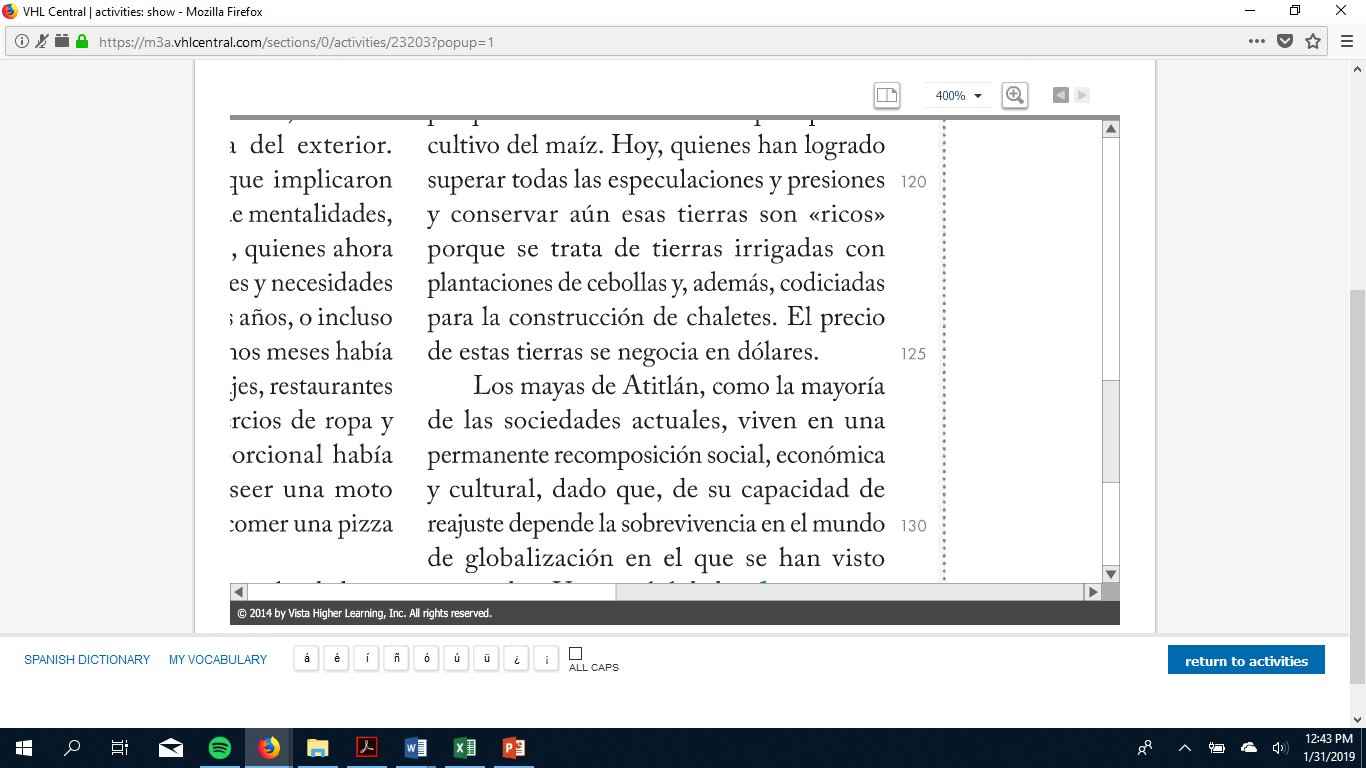 VHL Central | activities: show - Mozilla Firefox
https://m3a.vhlcentral.com/sections/0/activities/23203?popup=1
400%
del exterior.
que implicaron
mentalidades,
, quienes ahora
y necesidades
años, o incluso
meses había
restaurantes
de ropa y
había
una moto
comer una pizza
cultivo del maíz. Hoy, quienes han logrado
superar todas las especulaciones y presiones 120
y conservar aún esas tierras son «ricos»
porque se trata de tierras irrigadas con
plantaciones de cebollas y, además, codiciadas
para la construcción de chaletes. El precio
de estas tierras se negocia en dólares. 125
Los mayas de Atitlán, como la mayoría
de las sociedades actuales, viven en una
permanente recomposición social, económica
y cultural, dado que, de su capacidad de
reajuste depende la sobrevivencia en el mundo 130
de globalización en el que se han visto
© 2014 by Vista Higher Learning, Inc. All rights reserved.
SPANISH DICTIONARY MY VOCABULARY á é í ñ ó ú ü ¿ ¡ ALL CAPS return to activities
12:43 PM
1/31/2019